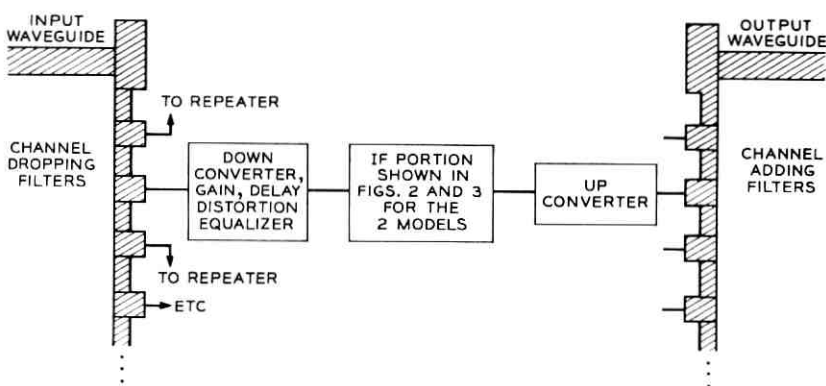 INPUT
WAVEGUIDE
TO REPEATER
CHANNEL
DROPPING
FILTERS
DOWN
CONVERTER,
GAIN, DELAY
DISTORTION
EQUALIZER
TO REPEATER
ETC
IF PORTION
SHOWN IN
FIGS. 2 AND 3
FOR THE
2 MODELS
UP
CONVERTER
OUTPUT
WAVEGUIDE
CHANNEL
ADDING
FILTERS